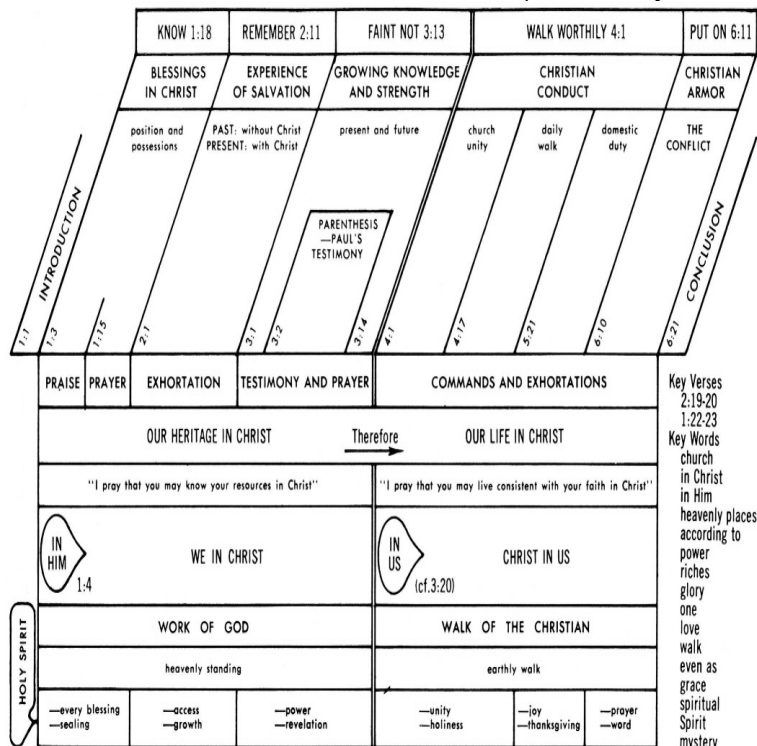 KNOW 1:18 REMEMBER 2:11 FAINT NOT 3:13 WALK WORTHILY 4:1 PUT ON 6:11
BLESSINGS IN CHRIST
EXPERIENCE OF SALVATION
GROWING KNOWLEDGE AND STRENGTH
CHRISTIAN CONDUCT
CHRISTIAN ARMOR
position and possessions
PAST: without Christ
PRESENT: with Christ
present and future
church unity
daily walk
domestic duty
THE CONFLICT
PARENTHESIS
—PAUL'S
TESTIMONY
INTRODUCTION
CONCLUSION
1:1 1:3 1:15 2:1 3:1 3:2 3:14 4:1 4:17 5:21 6:10 6:21
PRAISE PRAYER EXHORTATION TESTIMONY AND PRAYER COMMANDS AND EXHORTATIONS
OUR HERITAGE IN CHRIST Therefore OUR LIFE IN CHRIST
"I pray that you may know your resources in Christ" "I pray that you may live consistent with your faith in Christ"
IN HIM
1:4
WE IN CHRIST
IN US
(cf.3:20)
CHRIST IN US
WORK OF GOD WALK OF THE CHRISTIAN
heavenly standing earthly walk
HOLY SPIRIT
—every blessing —access —power —unity —joy —prayer
—sealing —growth —revelation —holiness —thanksgiving —word
Key Verses
2:19-20
1:22-23
Key Words
church
in Christ
in Him
heavenly places
according to
power
riches
glory
one
love
walk
even as
grace
spiritual
Spirit
mystery